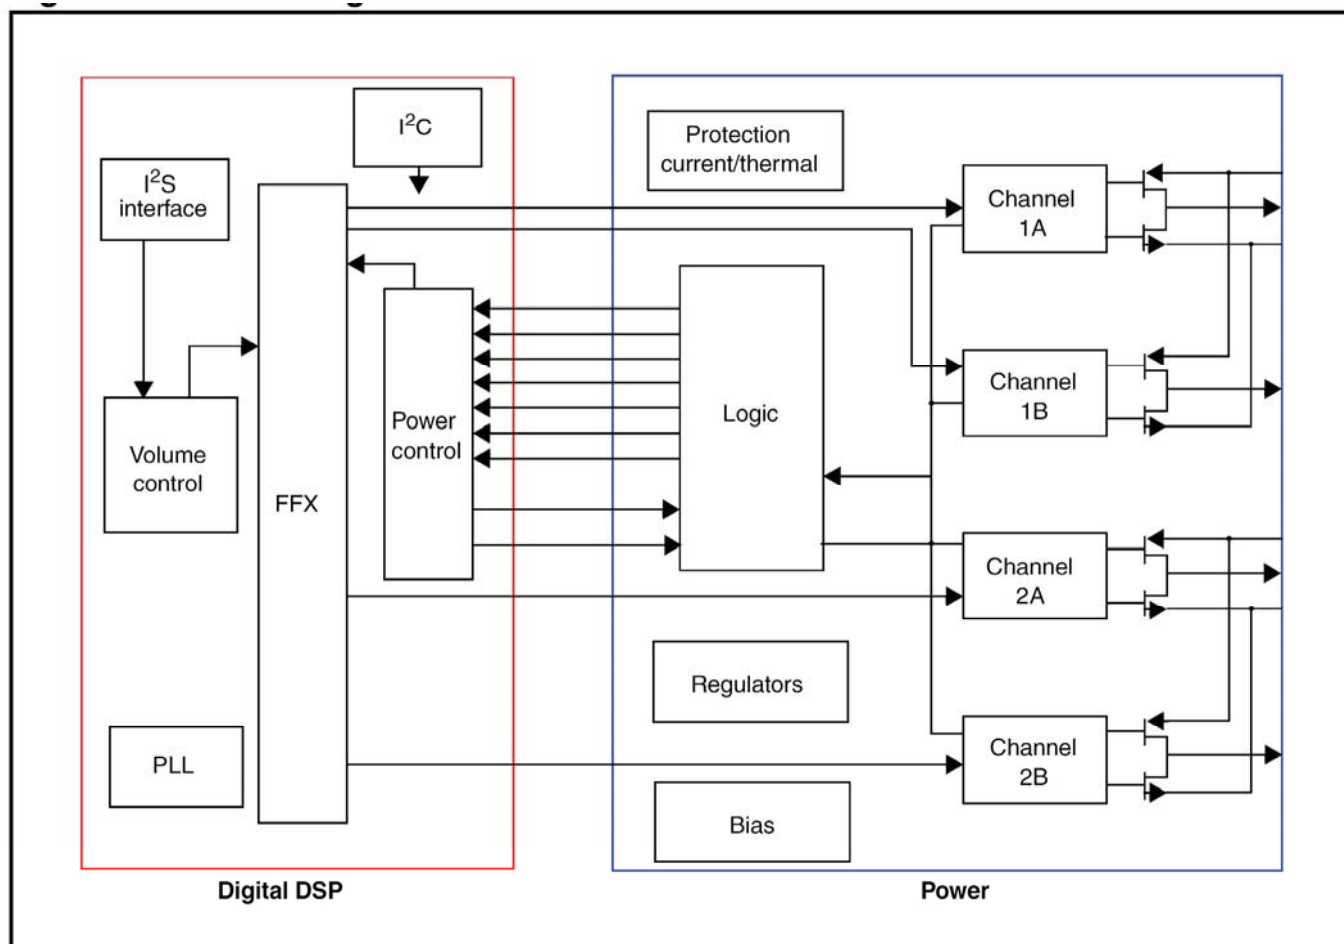 I²C
I²S
interface
Volume
control
FFX
Power
control
PLL
Digital DSP
Protection
current/thermal
Logic
Regulators
Bias
Channel
1A
Channel
1B
Channel
2A
Channel
2B
Power